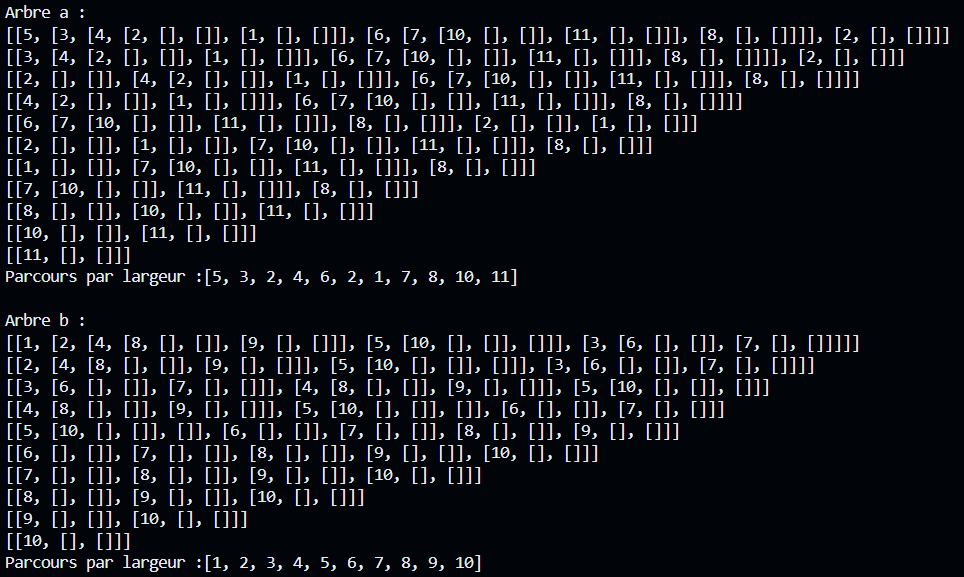 Arbre a :
[[5, [3, [4, [2, [], []], [1, [], []]], [6, [7, [10, [], []], [11, [], []]], [8, [], []]]], [2, [], []]]]
[[3, [4, [2, [], []], [1, [], []]], [6, [7, [10, [], []], [11, [], []]], [8, [], []]]], [2, [], []]]
[[2, [], []], [4, [2, [], []], [1, [], []]], [6, [7, [10, [], []], [11, [], []]], [8, [], []]]]
[[4, [2, [], []], [1, [], []]], [6, [7, [10, [], []], [11, [], []]], [8, [], []]]]
[[6, [7, [10, [], []], [11, [], []]], [8, [], []]], [2, [], []], [1, [], []]]
[[2, [], []], [1, [], []], [7, [10, [], []], [11, [], []]], [8, [], []]]
[[1, [], []], [7, [10, [], []], [11, [], []]], [8, [], []]]
[[7, [10, [], []], [11, [], []]], [8, [], []]]
[[8, [], []], [10, [], []], [11, [], []]]
[[10, [], []], [11, [], []]]
[[11, [], []]]
Parcours par largeur :[5, 3, 2, 4, 6, 2, 1, 7, 8, 10, 11]
Arbre b :
[[1, [2, [4, [8, [], []], [9, [], []]], [5, [10, [], []], []]], [3, [6, [], []], [7, [], []]]]]
[[2, [4, [8, [], []], [9, [], []]], [5, [10, [], []], []]], [3, [6, [], []], [7, [], []]]]
[[3, [6, [], []], [7, [], []]], [4, [8, [], []], [9, [], []]], [5, [10, [], []], []]]
[[4, [8, [], []], [9, [], []]], [5, [10, [], []], []], [6, [], []], [7, [], []]]
[[5, [10, [], []], []], [6, [], []], [7, [], []], [8, [], []], [9, [], []]]
[[6, [], []], [7, [], []], [8, [], []], [9, [], []], [10, [], []]]
[[7, [], []], [8, [], []], [9, [], []], [10, [], []]]
[[8, [], []], [9, [], []], [10, [], []]]
[[9, [], []], [10, [], []]]
[[10, [], []]]
Parcours par largeur :[1, 2, 3, 4, 5, 6, 7, 8, 9, 10]